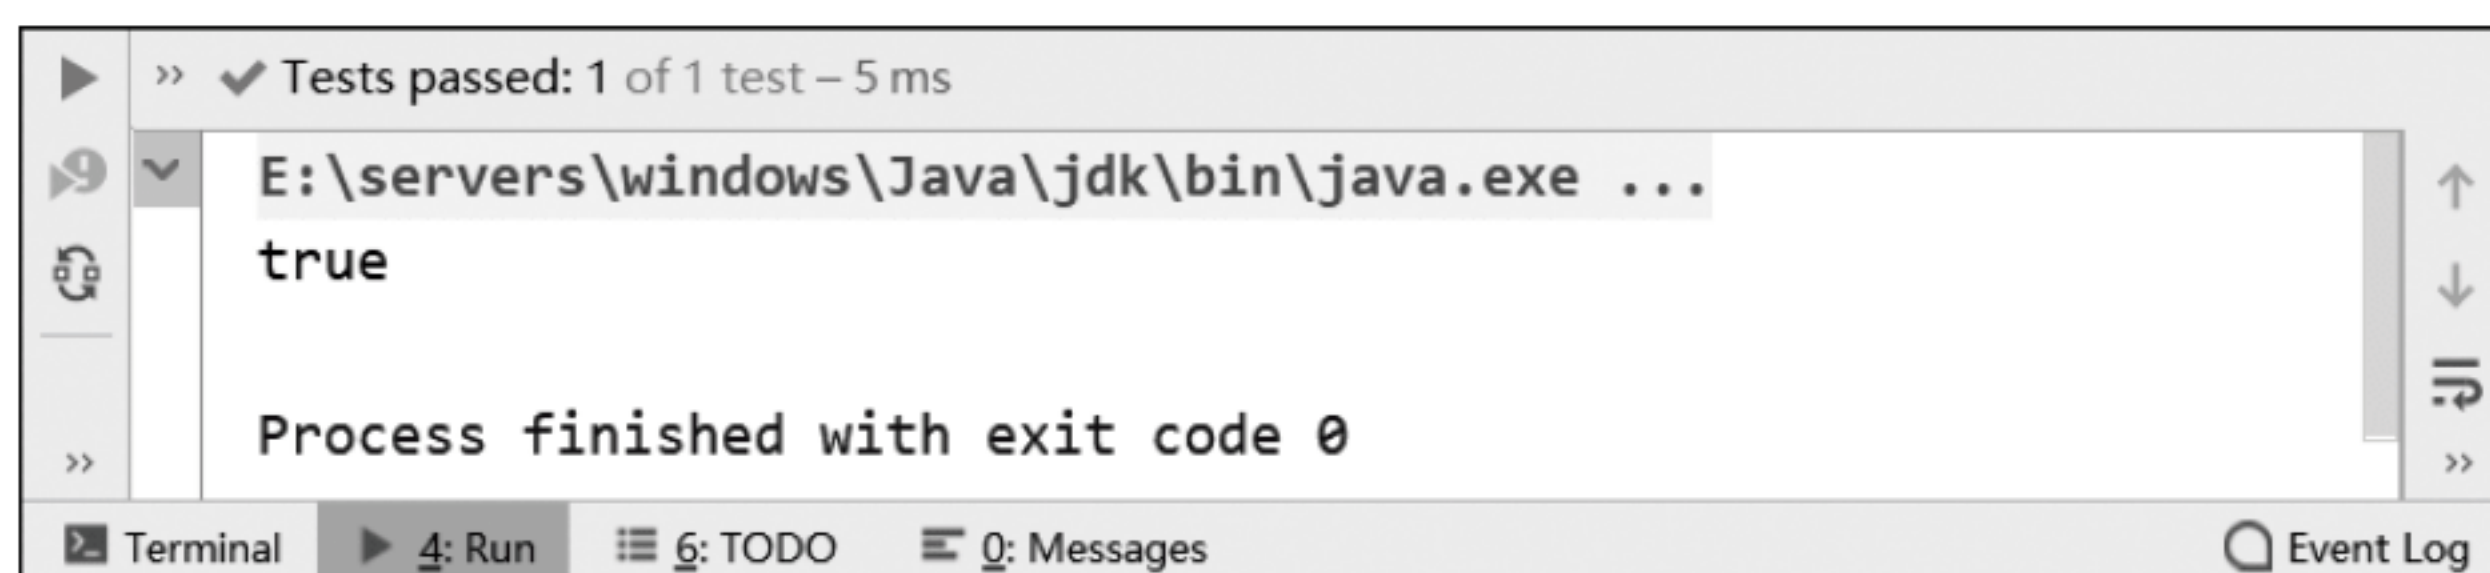 Tests passed: 1 of 1 test – 5 ms
E:\servers\windows\Java\jdk\bin\java.exe ...
true
Process finished with exit code 0
Terminal 4: Run 6: TODO 0: Messages Event Log